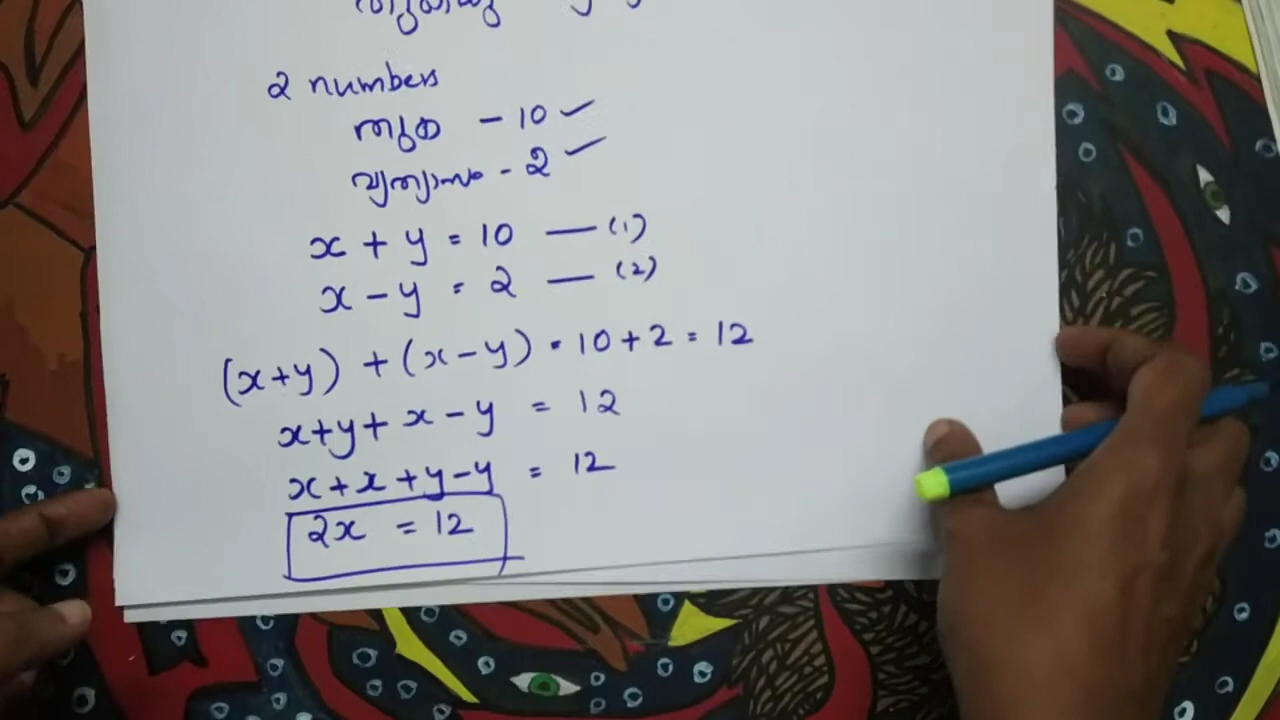 2 numbers
തുക - 10 ✓
വ്യത്യാസം - 2 ✓
x + y = 10 — (1)
x - y = 2 — (2)
(x+y) + (x-y) = 10+2 = 12
x+y+x-y = 12
x+x+y-y = 12
2x = 12